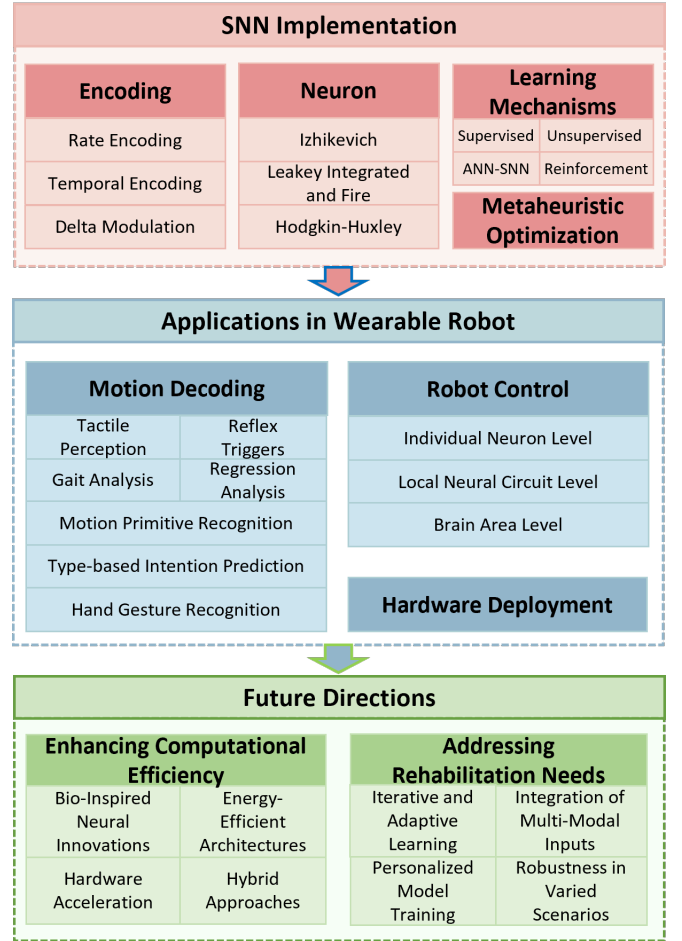 SNN Implementation
Encoding
Rate Encoding
Temporal Encoding
Delta Modulation
Neuron
Izhikevich
Leakey Integrated
and Fire
Hodgkin-Huxley
Learning
Mechanisms
Supervised
Unsupervised
ANN-SNN
Reinforcement
Metaheuristic
Optimization
Applications in Wearable Robot
Motion Decoding
Tactile
Perception
Reflex
Triggers
Gait Analysis
Regression
Analysis
Motion Primitive Recognition
Type-based Intention Prediction
Hand Gesture Recognition
Robot Control
Individual Neuron Level
Local Neural Circuit Level
Brain Area Level
Hardware Deployment
Future Directions
Enhancing Computational
Efficiency
Bio-Inspired
Neural
Innovations
Energy-
Efficient
Architectures
Hardware
Acceleration
Hybrid
Approaches
Addressing
Rehabilitation Needs
Iterative and
Adaptive
Learning
Integration of
Multi-Modal
Inputs
Personalized
Model
Training
Robustness in
Varied
Scenarios